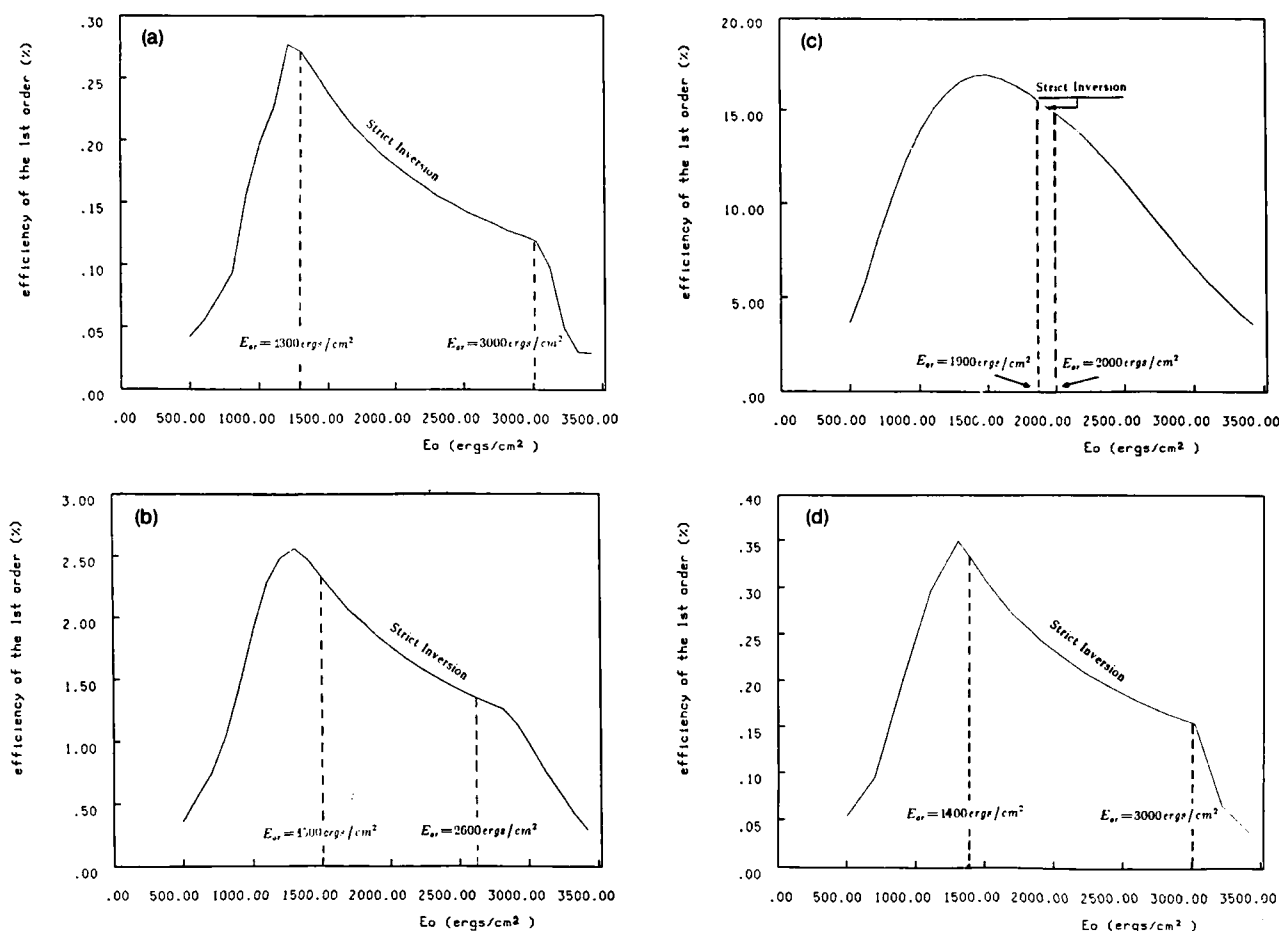 (a)
efficiency of the 1st order (%)
.30
.25
.20
.15
.10
.05
.00
Strict Inversion
E_or = 1300 ergs/cm²
E_or = 3000 ergs/cm²
.00 500.00 1000.00 1500.00 2000.00 2500.00 3000.00 3500.00
Eo (ergs/cm²)
(b)
efficiency of the 1st order (%)
3.00
2.50
2.00
1.50
1.00
.50
.00
Strict Inversion
E_or = 1500 ergs/cm²
E_or = 2600 ergs/cm²
.00 500.00 1000.00 1500.00 2000.00 2500.00 3000.00 3500.00
Eo (ergs/cm²)
(c)
efficiency of the 1st order (%)
20.00
15.00
10.00
5.00
.00
Strict Inversion
E_or = 1900 ergs/cm²
E_or = 2000 ergs/cm²
.00 500.00 1000.00 1500.00 2000.00 2500.00 3000.00 3500.00
Eo (ergs/cm²)
(d)
efficiency of the 1st order (%)
.40
.35
.30
.25
.20
.15
.10
.05
.00
Strict Inversion
E_or = 1400 ergs/cm²
E_or = 3000 ergs/cm²
.00 500.00 1000.00 1500.00 2000.00 2500.00 3000.00 3500.00
Eo (ergs/cm²)